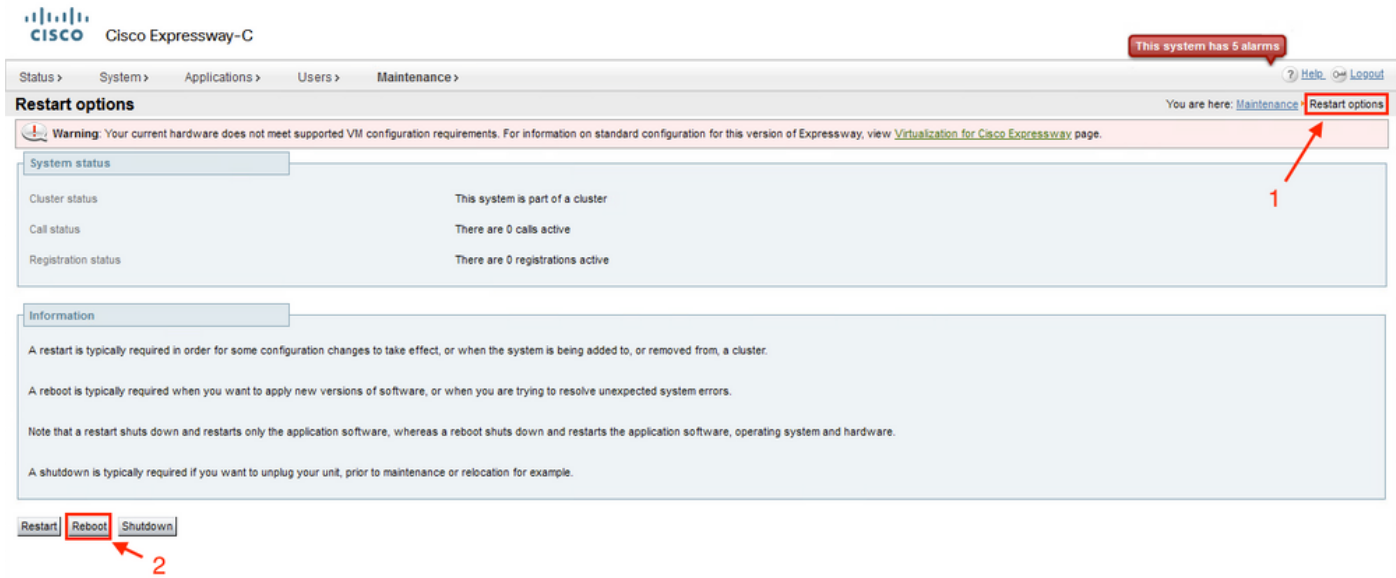 CISCO Cisco Expressway-C
This system has 5 alarms
Status > System > Applications > Users > Maintenance > ? Help Logout
Restart options You are here: Maintenance Restart options
Warning: Your current hardware does not meet supported VM configuration requirements. For information on standard configuration for this version of Expressway, view Virtualization for Cisco Expressway page.
System status
1
Cluster status This system is part of a cluster
Call status There are 0 calls active
Registration status There are 0 registrations active
Information
A restart is typically required in order for some configuration changes to take effect, or when the system is being added to, or removed from, a cluster.
A reboot is typically required when you want to apply new versions of software, or when you are trying to resolve unexpected system errors.
Note that a restart shuts down and restarts only the application software, whereas a reboot shuts down and restarts the application software, operating system and hardware.
A shutdown is typically required if you want to unplug your unit, prior to maintenance or relocation for example.
Restart Reboot Shutdown
2